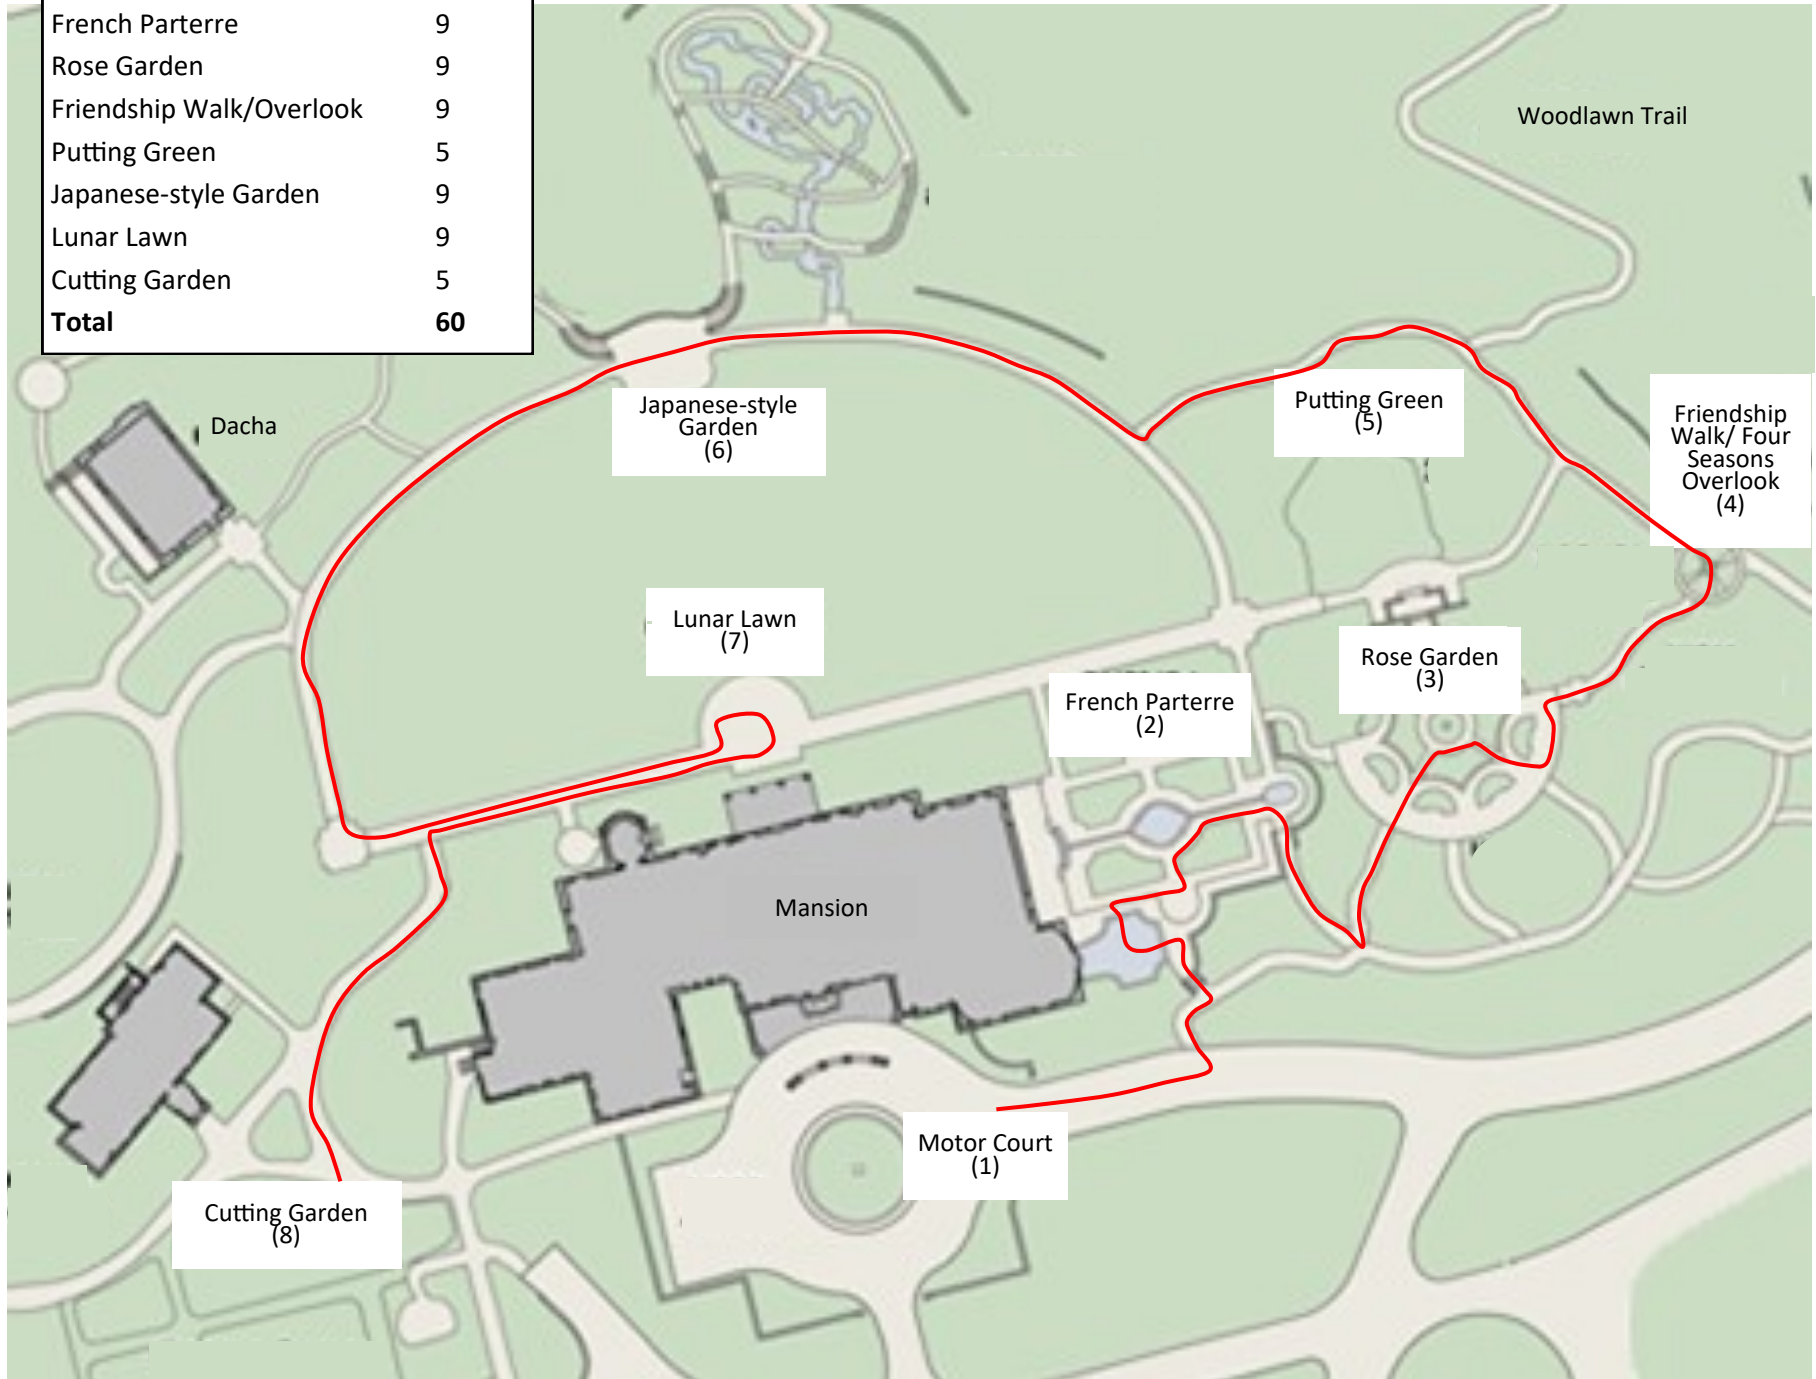 French Parterre 9
Rose Garden 9
Friendship Walk/Overlook 9
Putting Green 5
Japanese-style Garden 9
Lunar Lawn 9
Cutting Garden 5
Total 60
Woodlawn Trail
Dacha
Japanese-style
Garden
(6)
Putting Green
(5)
Friendship
Walk/ Four
Seasons
Overlook
(4)
Lunar Lawn
(7)
Rose Garden
(3)
French Parterre
(2)
Mansion
Motor Court
(1)
Cutting Garden
(8)